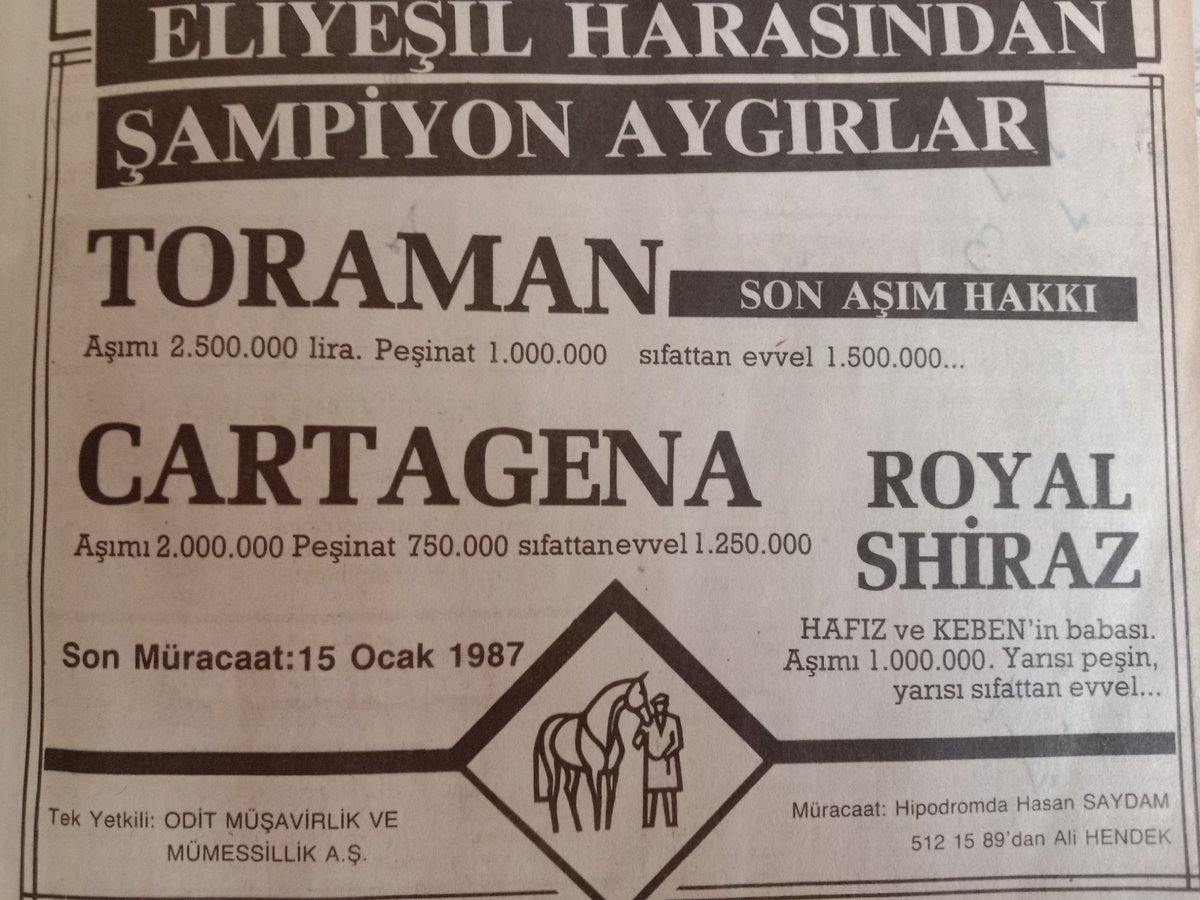 ELİYEŞİL HARASINDAN
ŞAMPİYON AYGIRLAR
TORAMAN SON AŞIM HAKKI
Aşımı 2.500.000 lira. Peşinat 1.000.000 sıfattan evvel 1.500.000...
CARTAGENA
Aşımı 2.000.000 Peşinat 750.000 sıfattan evvel 1.250.000
ROYAL
SHİRAZ
HAFIZ ve KEBEN'in babası.
Aşımı 1.000.000. Yarısı peşin,
yarısı sıfattan evvel...
Son Müracaat: 15 Ocak 1987
Tek Yetkili: ODİT MÜŞAVİRLİK VE
MÜMESSİLLİK A.Ş.
Müracaat: Hipodromda Hasan SAYDAM
512 15 89'dan Ali HENDEK